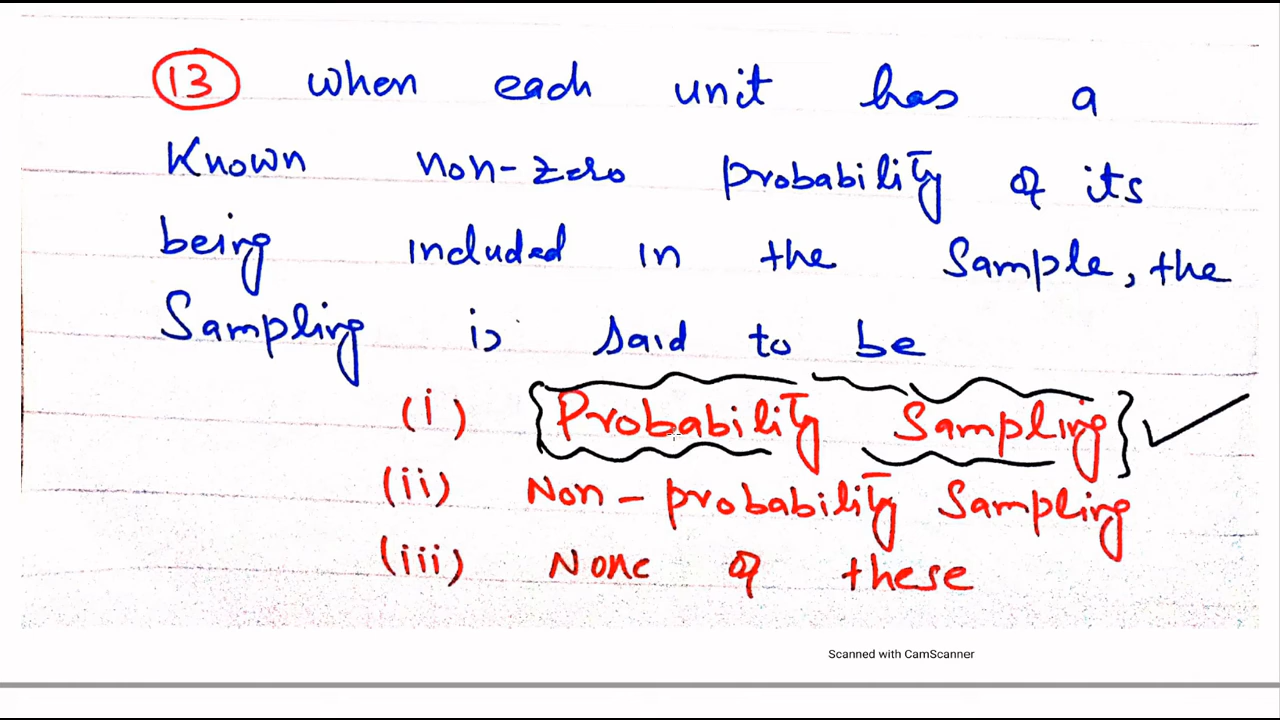 13 when each unit has a
Known non-zero probability of its
being included in the Sample, the
Sampling is said to be
(i) Probability Sampling
(ii) Non-probability Sampling
(iii) None of these
Scanned with CamScanner